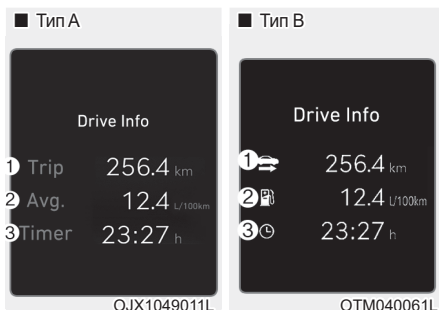 ■ Тип A
Drive Info
1 Trip 256.4 km
2 Avg. 12.4 L/100km
3 Timer 23:27 h
OJX1049011L
■ Тип B
Drive Info
1 256.4 km
2 12.4 L/100km
3 23:27 h
OTM040061L